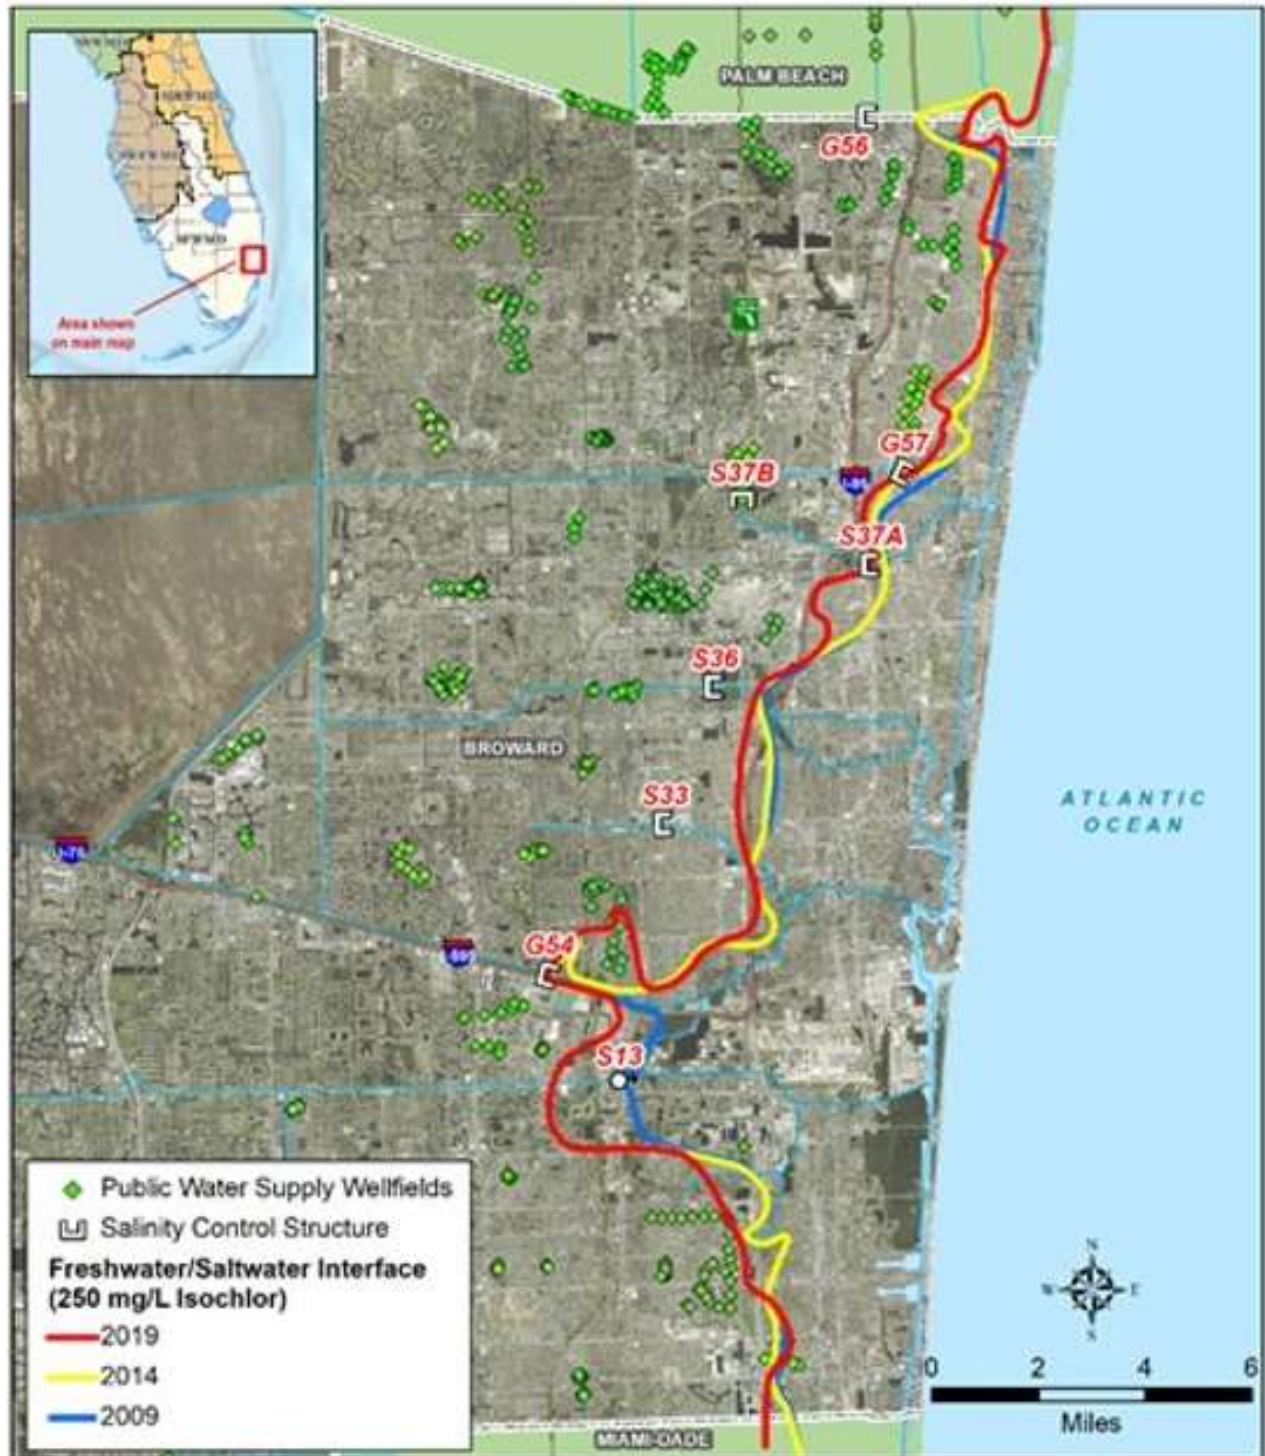 PALM BEACH
G56
Area shown
on main map
G57
S37B
I-95
S37A
S36
BROWARD
S33
ATLANTIC
OCEAN
I-75
G54
S13
Public Water Supply Wellfields
Salinity Control Structure
Freshwater/Saltwater Interface
(250 mg/L Isochlor)
2019
2014
2009
N
W E
S
0 2 4 6
Miles
MIAMI-DADE